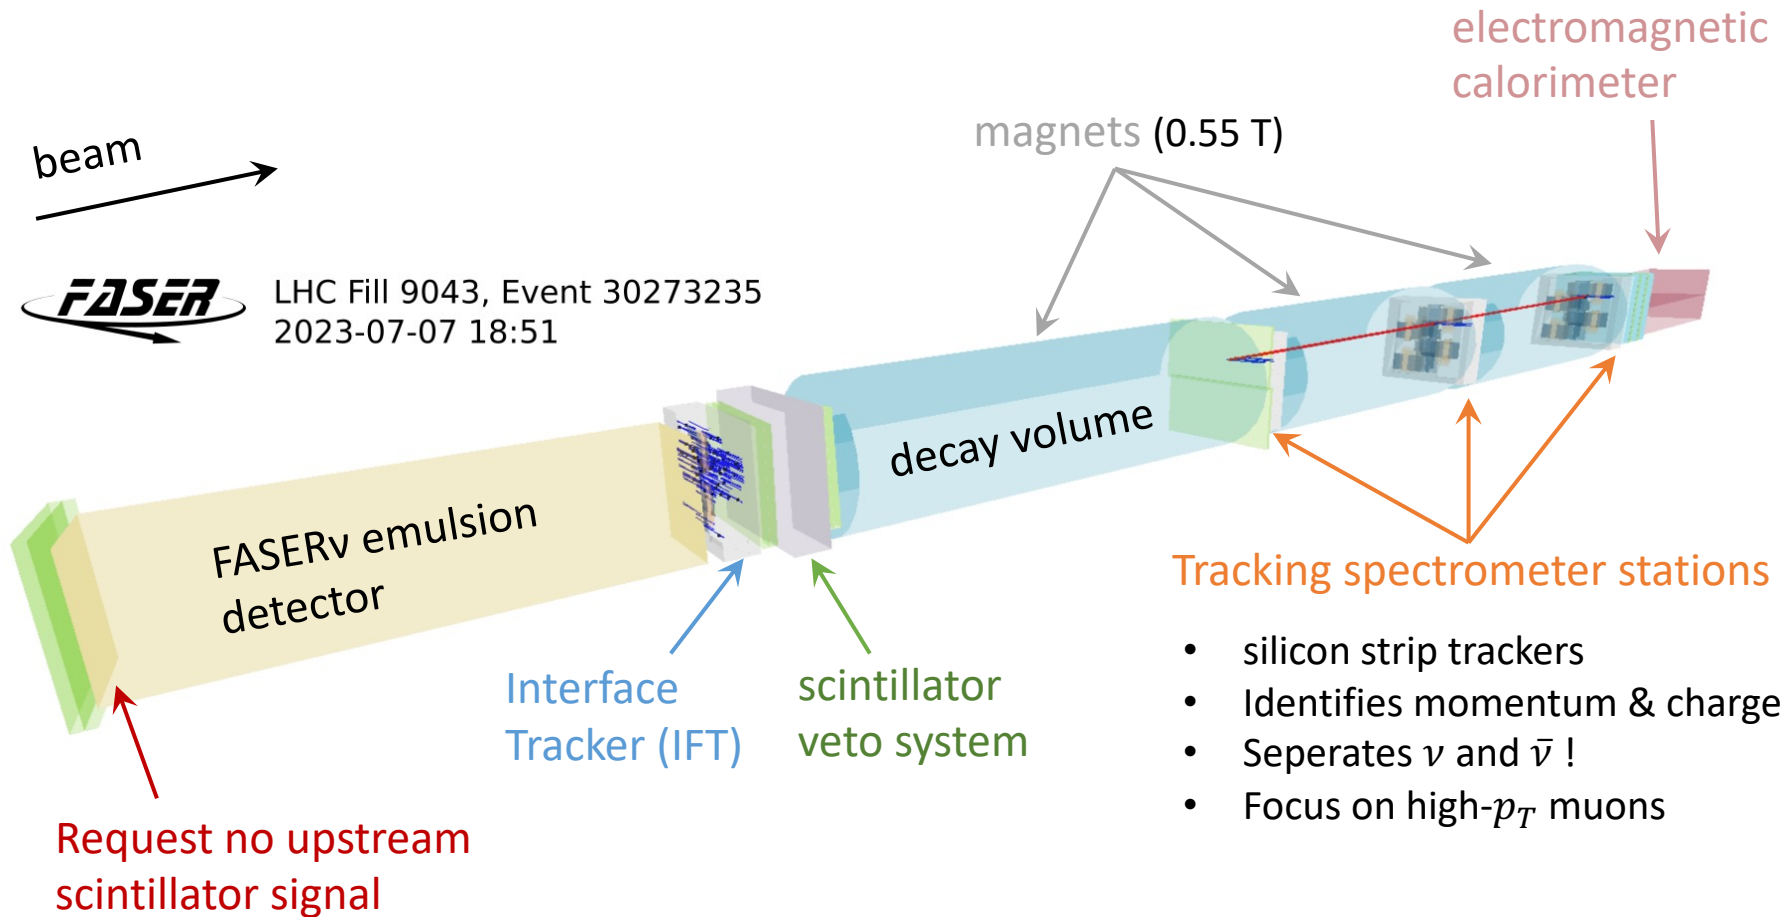 electromagnetic
calorimeter
magnets (0.55 T)
beam
FASER
LHC Fill 9043, Event 30273235
2023-07-07 18:51
decay volume
FASERν emulsion
detector
Tracking spectrometer stations
• silicon strip trackers
• Identifies momentum & charge
• Seperates ν and ν̄ !
• Focus on high-p_T muons
Interface
Tracker (IFT)
scintillator
veto system
Request no upstream
scintillator signal